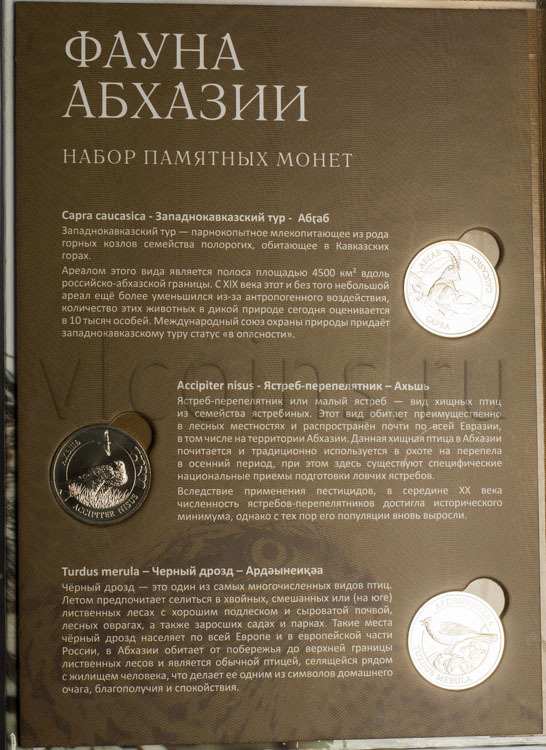 ФАУНА
АБХАЗИИ
НАБОР ПАМЯТНЫХ МОНЕТ
Capra caucasica - Западнокавказский тур - Абӷаб
Западнокавказский тур — парнокопытное млекопитающее из рода
горных козлов семейства полорогих, обитающее в Кавказских
горах.
Ареалом этого вида является полоса площадью 4500 км² вдоль
российско-абхазской границы. С XIX века этот и без того небольшой
ареал ещё более уменьшился из-за антропогенного воздействия,
количество этих животных в дикой природе сегодня оценивается
в 10 тысяч особей. Международный союз охраны природы придаёт
западнокавказскому туру статус «в опасности».
АБӶАБ
CAPRA
CAUCASICA
Accipiter nisus - Ястреб-перепелятник – Ахьшь
Ястреб-перепелятник или малый ястреб — вид хищных птиц
из семейства ястребиных. Этот вид обитает преимущественно
в лесных местностях и распространён почти по всей Евразии,
в том числе на территории Абхазии. Данная хищная птица в Абхазии
почитается и традиционно используется в охоте на перепела
в осенний период, при этом здесь существуют специфические
национальные приемы подготовки ловчих ястребов.
Вследствие применения пестицидов, в середине XX века
численность ястребов-перепелятников достигла исторического
минимума, однако с тех пор его популяции вновь выросли.
АХЬШЬ
ACCIPITER NISUS
Turdus merula – Черный дрозд – Ардәынеиқәа
Чёрный дрозд — это один из самых многочисленных видов птиц.
Летом предпочитает селиться в хвойных, смешанных или (на юге)
лиственных лесах с хорошим подлеском и сыроватой почвой,
лесных оврагах, а также заросших садах и парках. Такие места
чёрный дрозд населяет по всей Европе и в европейской части
России, в Абхазии обитает от побережья до верхней границы
лиственных лесов и является обычной птицей, селящейся рядом
с жилищем человека, что делает ее одним из символов домашнего
очага, благополучия и спокойствия.
АРДӘЫНЕИҚӘА
TURDUS MERULA
vlcoins.ru